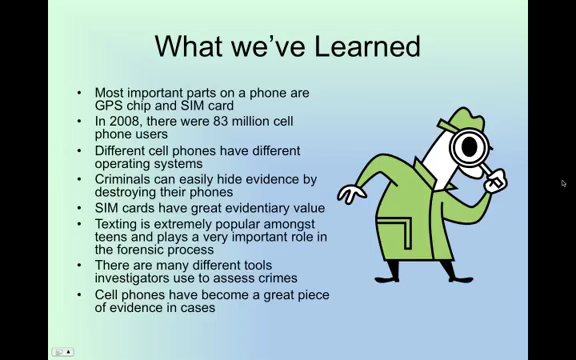 What we've Learned
• Most important parts on a phone are
GPS chip and SIM card
• In 2008, there were 83 million cell
phone users
• Different cell phones have different
operating systems
• Criminals can easily hide evidence by
destroying their phones
• SIM cards have great evidentiary value
• Texting is extremely popular amongst
teens and plays a very important role in
the forensic process
• There are many different tools
investigators use to assess crimes
• Cell phones have become a great piece
of evidence in cases